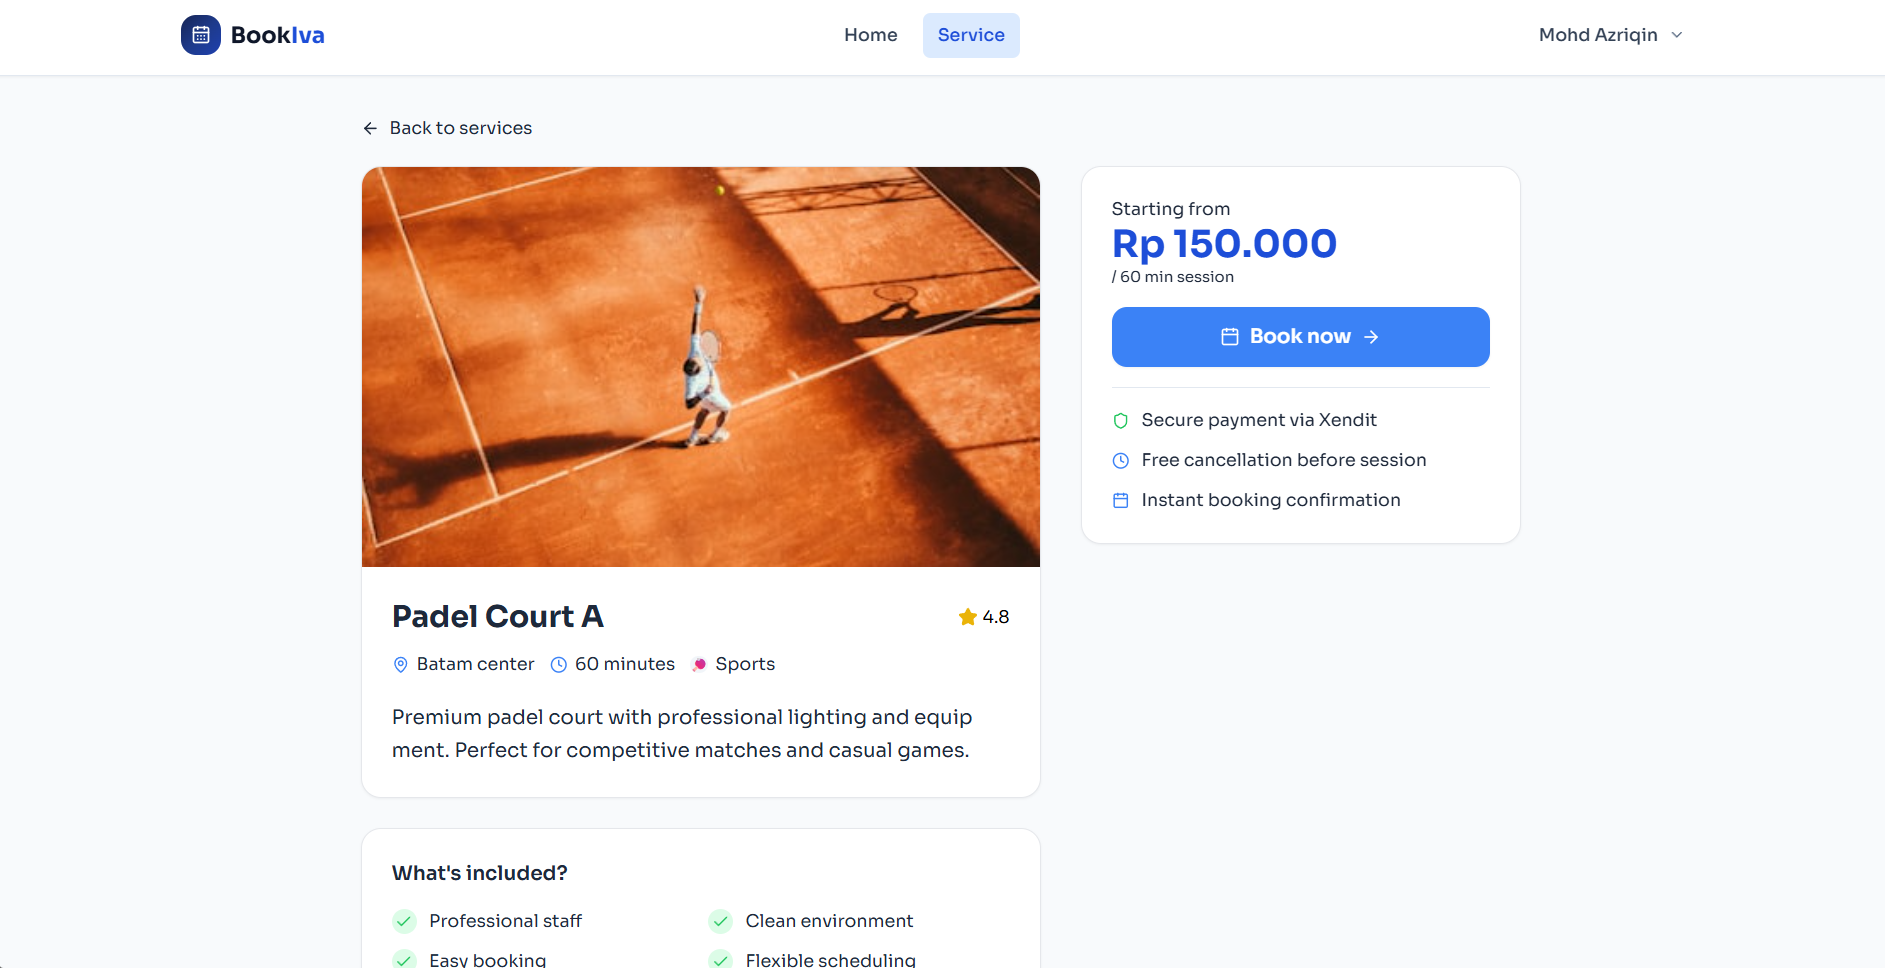 BookIva
Home
Service
Mohd Azriqin
Back to services
Starting from
Rp 150.000
/ 60 min session
Book now
Secure payment via Xendit
Free cancellation before session
Instant booking confirmation
Padel Court A
4.8
Batam center
60 minutes
Sports
Premium padel court with professional lighting and equip
ment. Perfect for competitive matches and casual games.
What's included?
Professional staff
Clean environment
Easy booking
Flexible scheduling